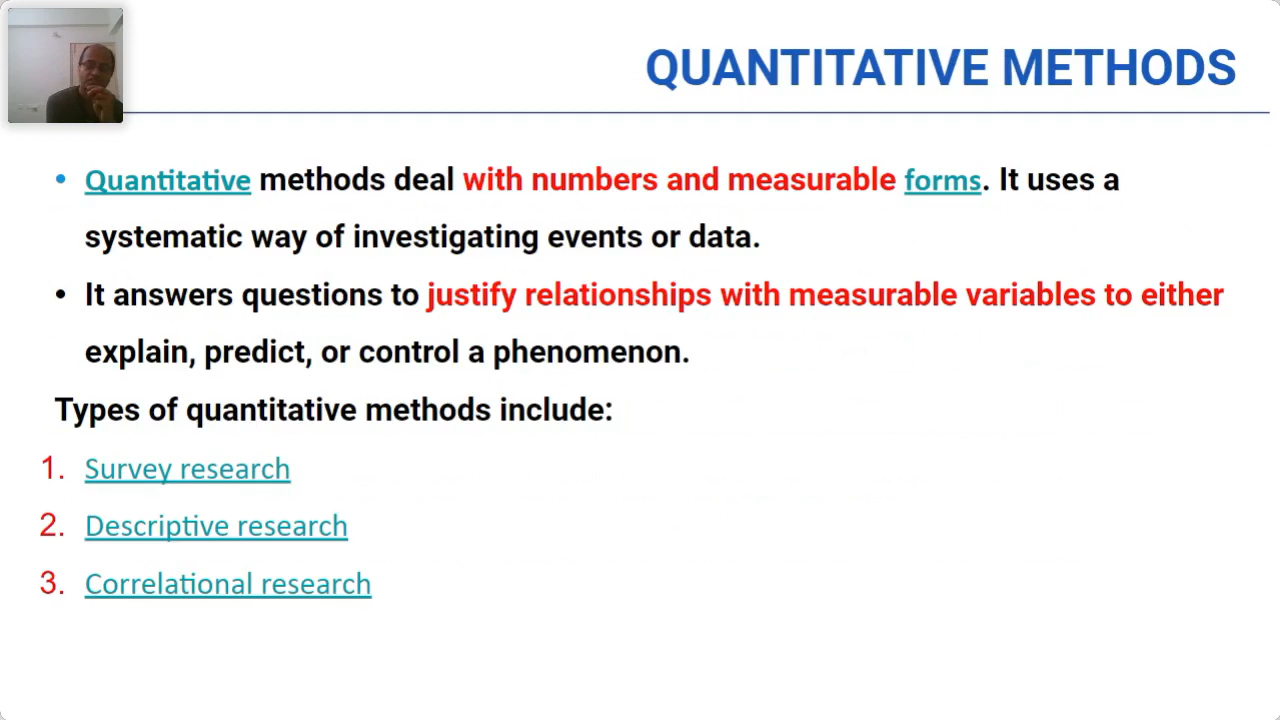 QUANTITATIVE METHODS
• Quantitative methods deal with numbers and measurable forms. It uses a
systematic way of investigating events or data.
• It answers questions to justify relationships with measurable variables to either
explain, predict, or control a phenomenon.
Types of quantitative methods include:
1. Survey research
2. Descriptive research
3. Correlational research